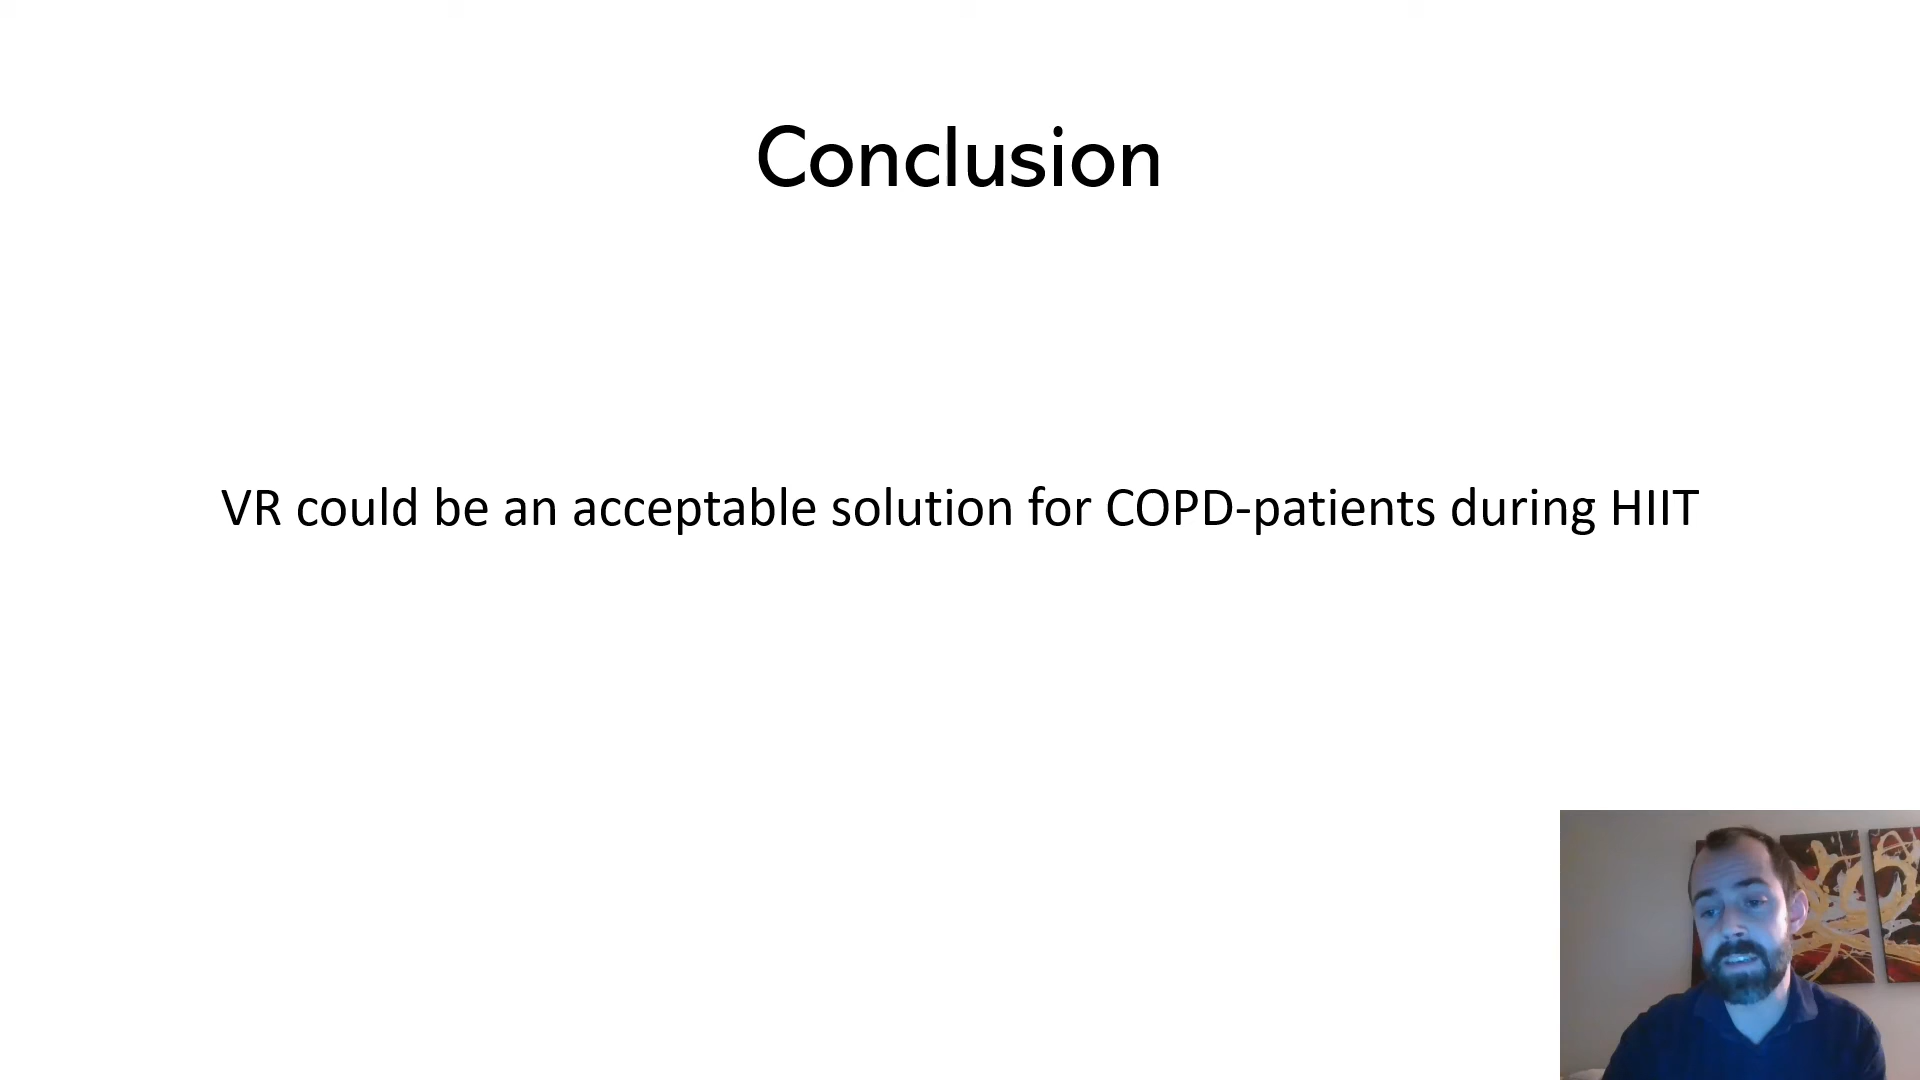 Conclusion
VR could be an acceptable solution for COPD-patients during HIIT